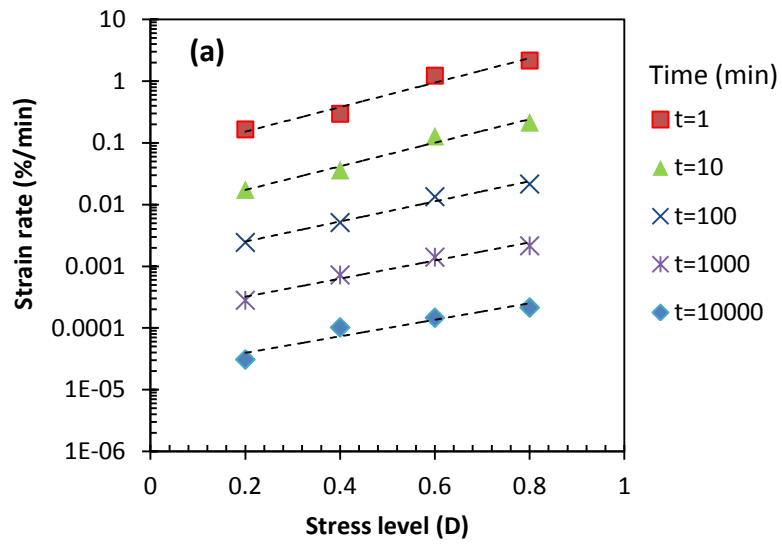 (a)
Strain rate (%/min)
10
1
0.1
0.01
0.001
0.0001
1E-05
1E-06
0
0.2
0.4
0.6
0.8
1
Stress level (D)
Time (min)
t=1
t=10
t=100
t=1000
t=10000